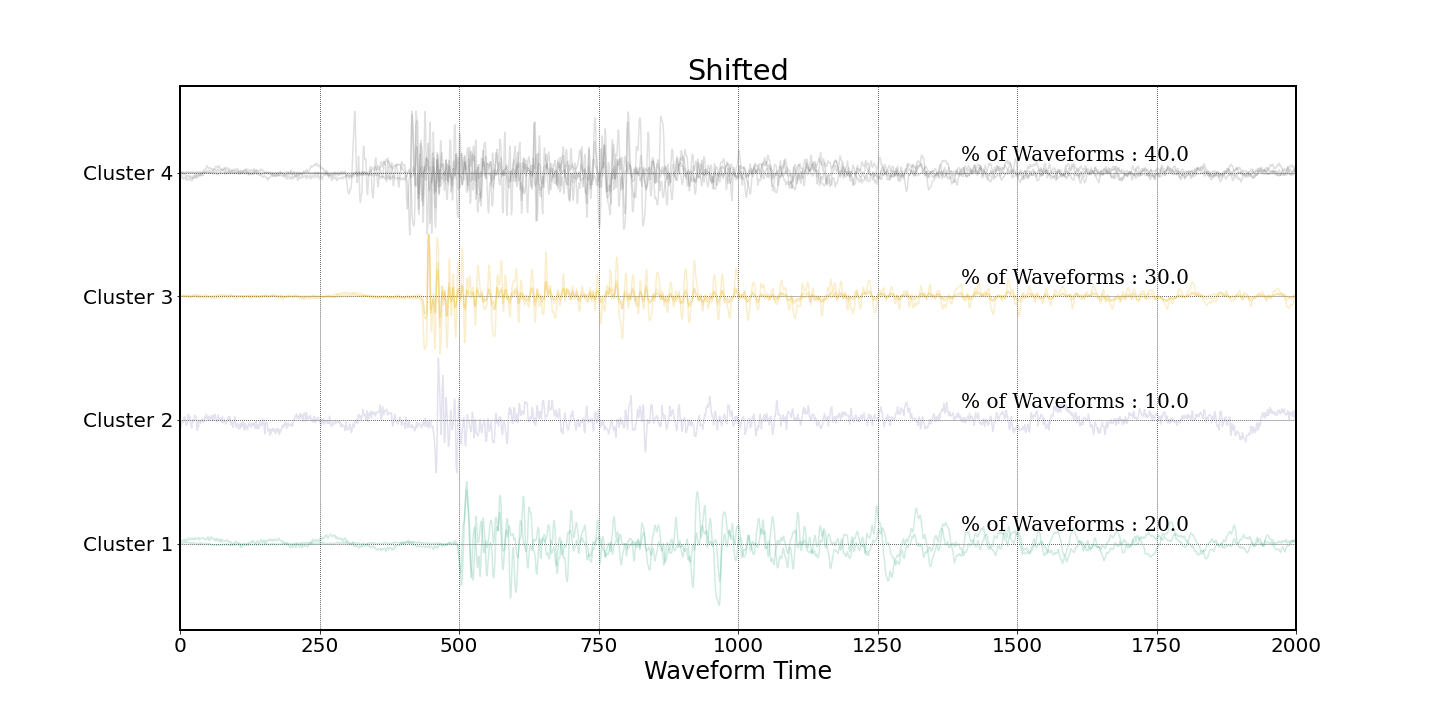 Shifted
Cluster 4
% of Waveforms : 40.0
Cluster 3
% of Waveforms : 30.0
Cluster 2
% of Waveforms : 10.0
Cluster 1
% of Waveforms : 20.0
0 250 500 750 1000 1250 1500 1750 2000
Waveform Time